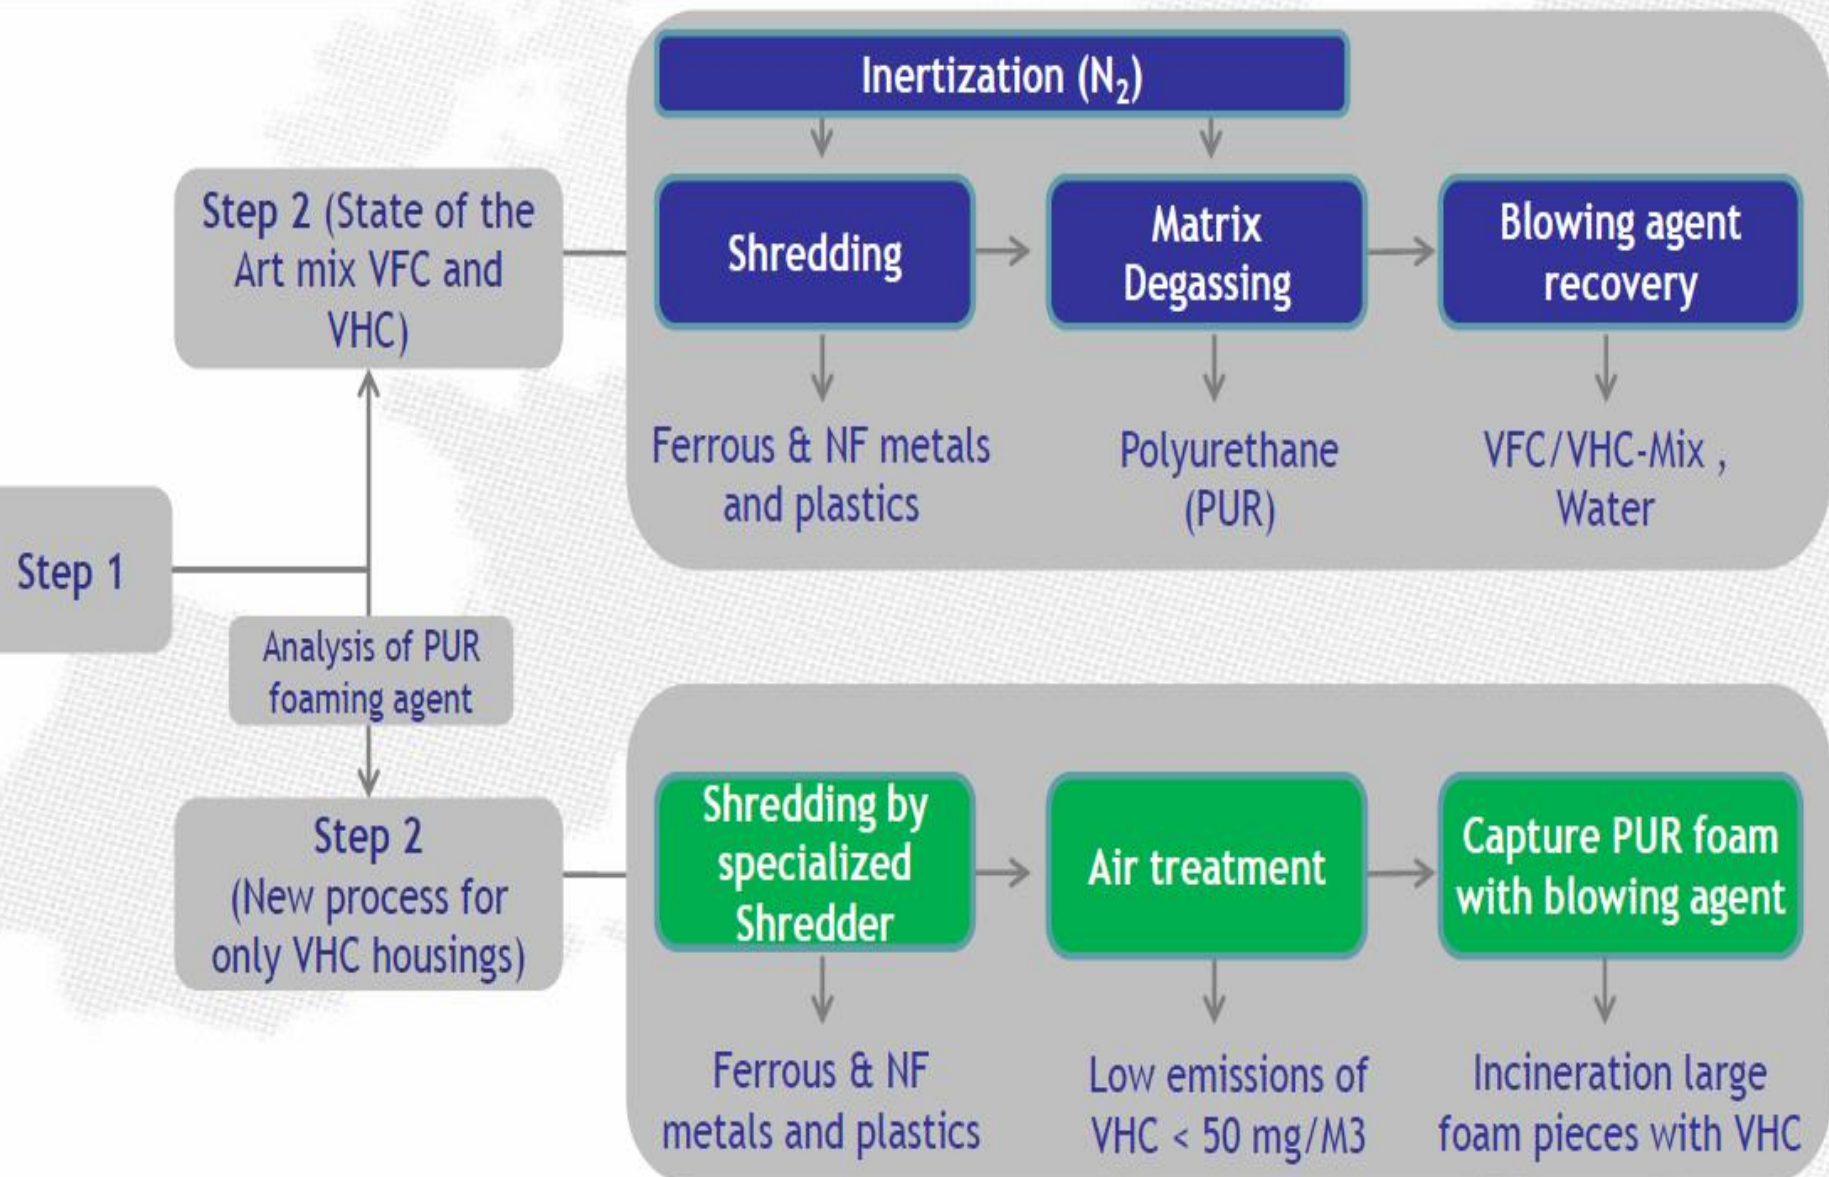 Inertization (N₂)
Step 2 (State of the
Art mix VFC and
VHC)
Shredding
Matrix
Degassing
Blowing agent
recovery
Ferrous & NF metals
and plastics
Polyurethane
(PUR)
VFC/VHC-Mix ,
Water
Step 1
Analysis of PUR
foaming agent
Step 2
(New process for
only VHC housings)
Shredding by
specialized
Shredder
Air treatment
Capture PUR foam
with blowing agent
Ferrous & NF
metals and plastics
Low emissions of
VHC < 50 mg/M3
Incineration large
foam pieces with VHC